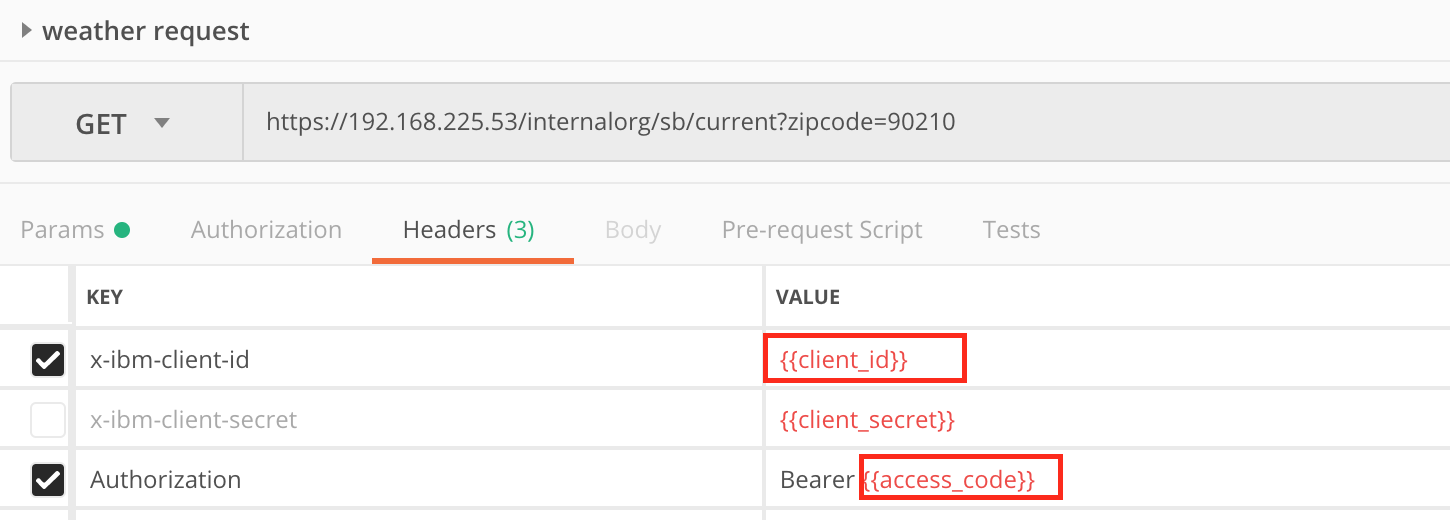 weather request
GET https://192.168.225.53/internalorg/sb/current?zipcode=90210
Params Authorization Headers (3) Body Pre-request Script Tests
KEY VALUE
x-ibm-client-id {{client_id}}
x-ibm-client-secret {{client_secret}}
Authorization Bearer {{access_code}}